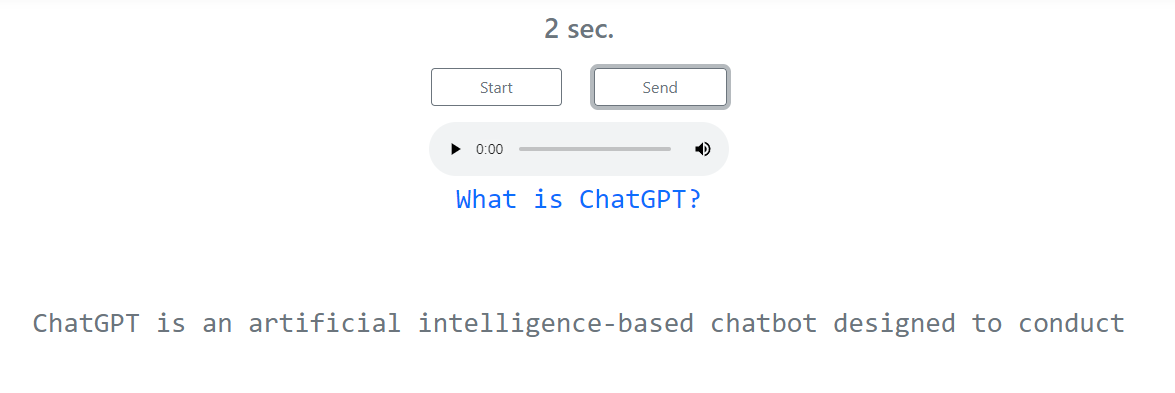 2 sec.
Start Send
0:00
What is ChatGPT?
ChatGPT is an artificial intelligence-based chatbot designed to conduct